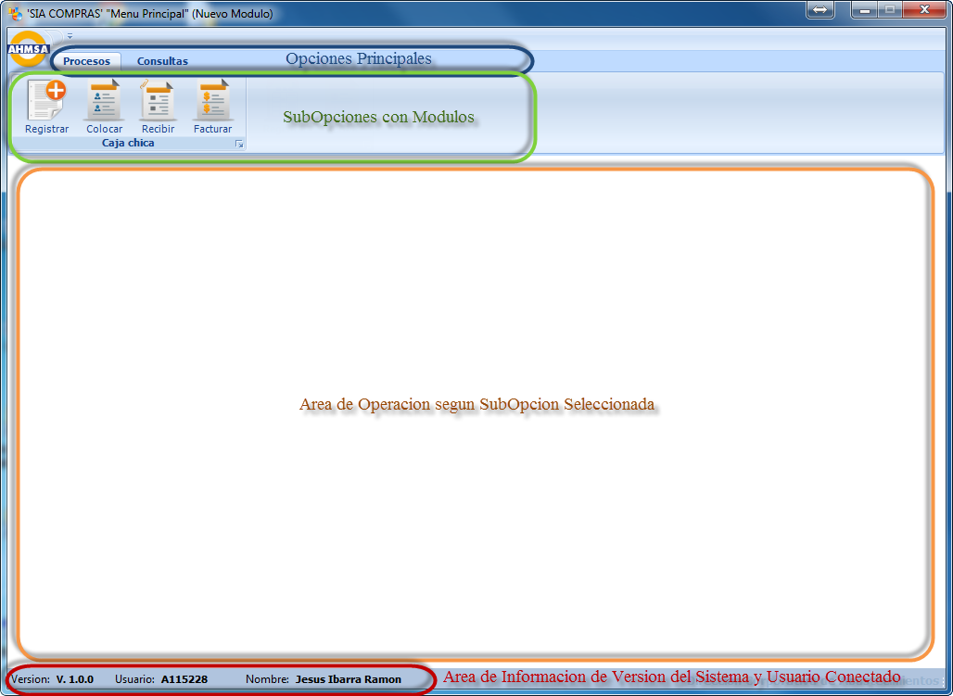 'SIA COMPRAS' "Menu Principal" (Nuevo Modulo)
AHMSA
Procesos Consultas Opciones Principales
SubOpciones con Modulos
Registrar Colocar Recibir Facturar
Caja chica
Area de Operacion segun SubOpcion Seleccionada
Version: V. 1.0.0 Usuario: A115228 Nombre: Jesus Ibarra Ramon Area de Informacion de Version del Sistema y Usuario Conectado